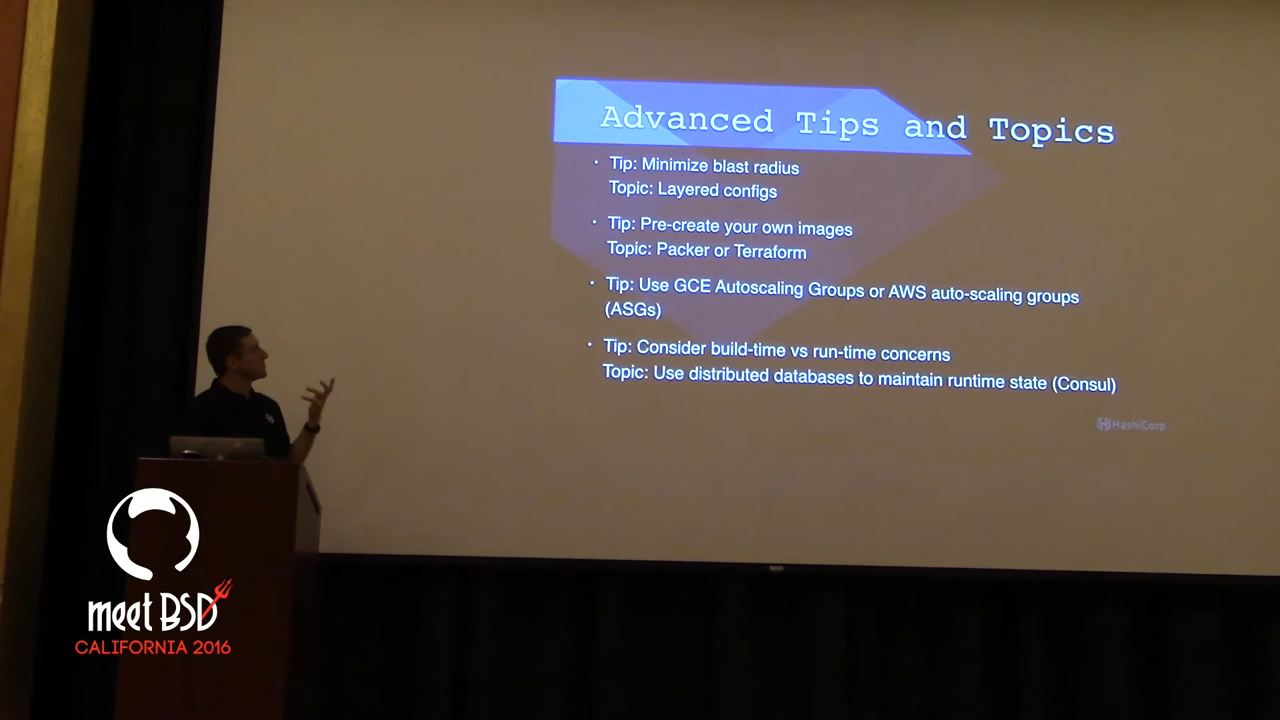 Advanced Tips and Topics
· Tip: Minimize blast radius
Topic: Layered configs
· Tip: Pre-create your own images
Topic: Packer or Terraform
· Tip: Use GCE Autoscaling Groups or AWS auto-scaling groups
(ASGs)
· Tip: Consider build-time vs run-time concerns
Topic: Use distributed databases to maintain runtime state (Consul)
HashiCorp
meet BSD
CALIFORNIA 2016